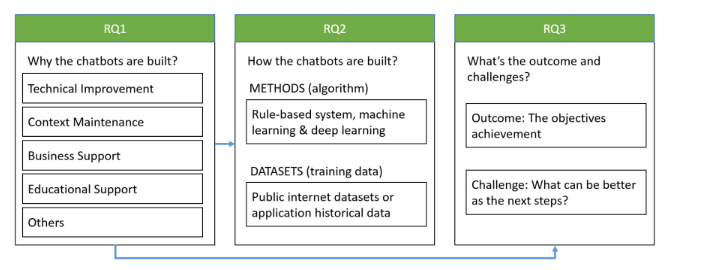 RQ1
Why the chatbots are built?
Technical Improvement
Context Maintenance
Business Support
Educational Support
Others
RQ2
How the chatbots are built?
METHODS (algorithm)
Rule-based system, machine
learning & deep learning
DATASETS (training data)
Public internet datasets or
application historical data
RQ3
What's the outcome and
challenges?
Outcome: The objectives
achievement
Challenge: What can be better
as the next steps?